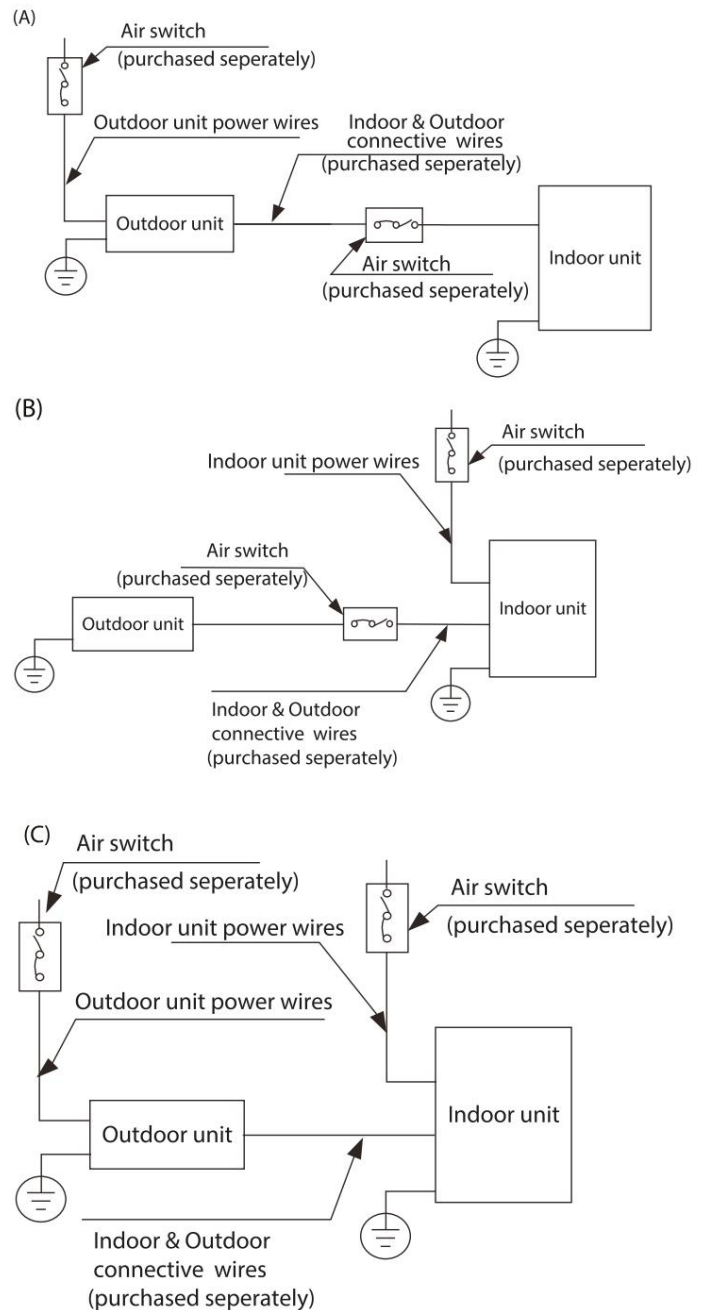 (A)
Air switch
(purchased seperately)
Outdoor unit power wires
Indoor & Outdoor
connective wires
(purchased seperately)
Outdoor unit
Air switch
(purchased seperately)
Indoor unit
(B)
Air switch
(purchased seperately)
Indoor unit power wires
Air switch
(purchased seperately)
Outdoor unit
Indoor unit
Indoor & Outdoor
connective wires
(purchased seperately)
(C)
Air switch
(purchased seperately)
Air switch
(purchased seperately)
Indoor unit power wires
Outdoor unit power wires
Outdoor unit
Indoor unit
Indoor & Outdoor
connective wires
(purchased seperately)